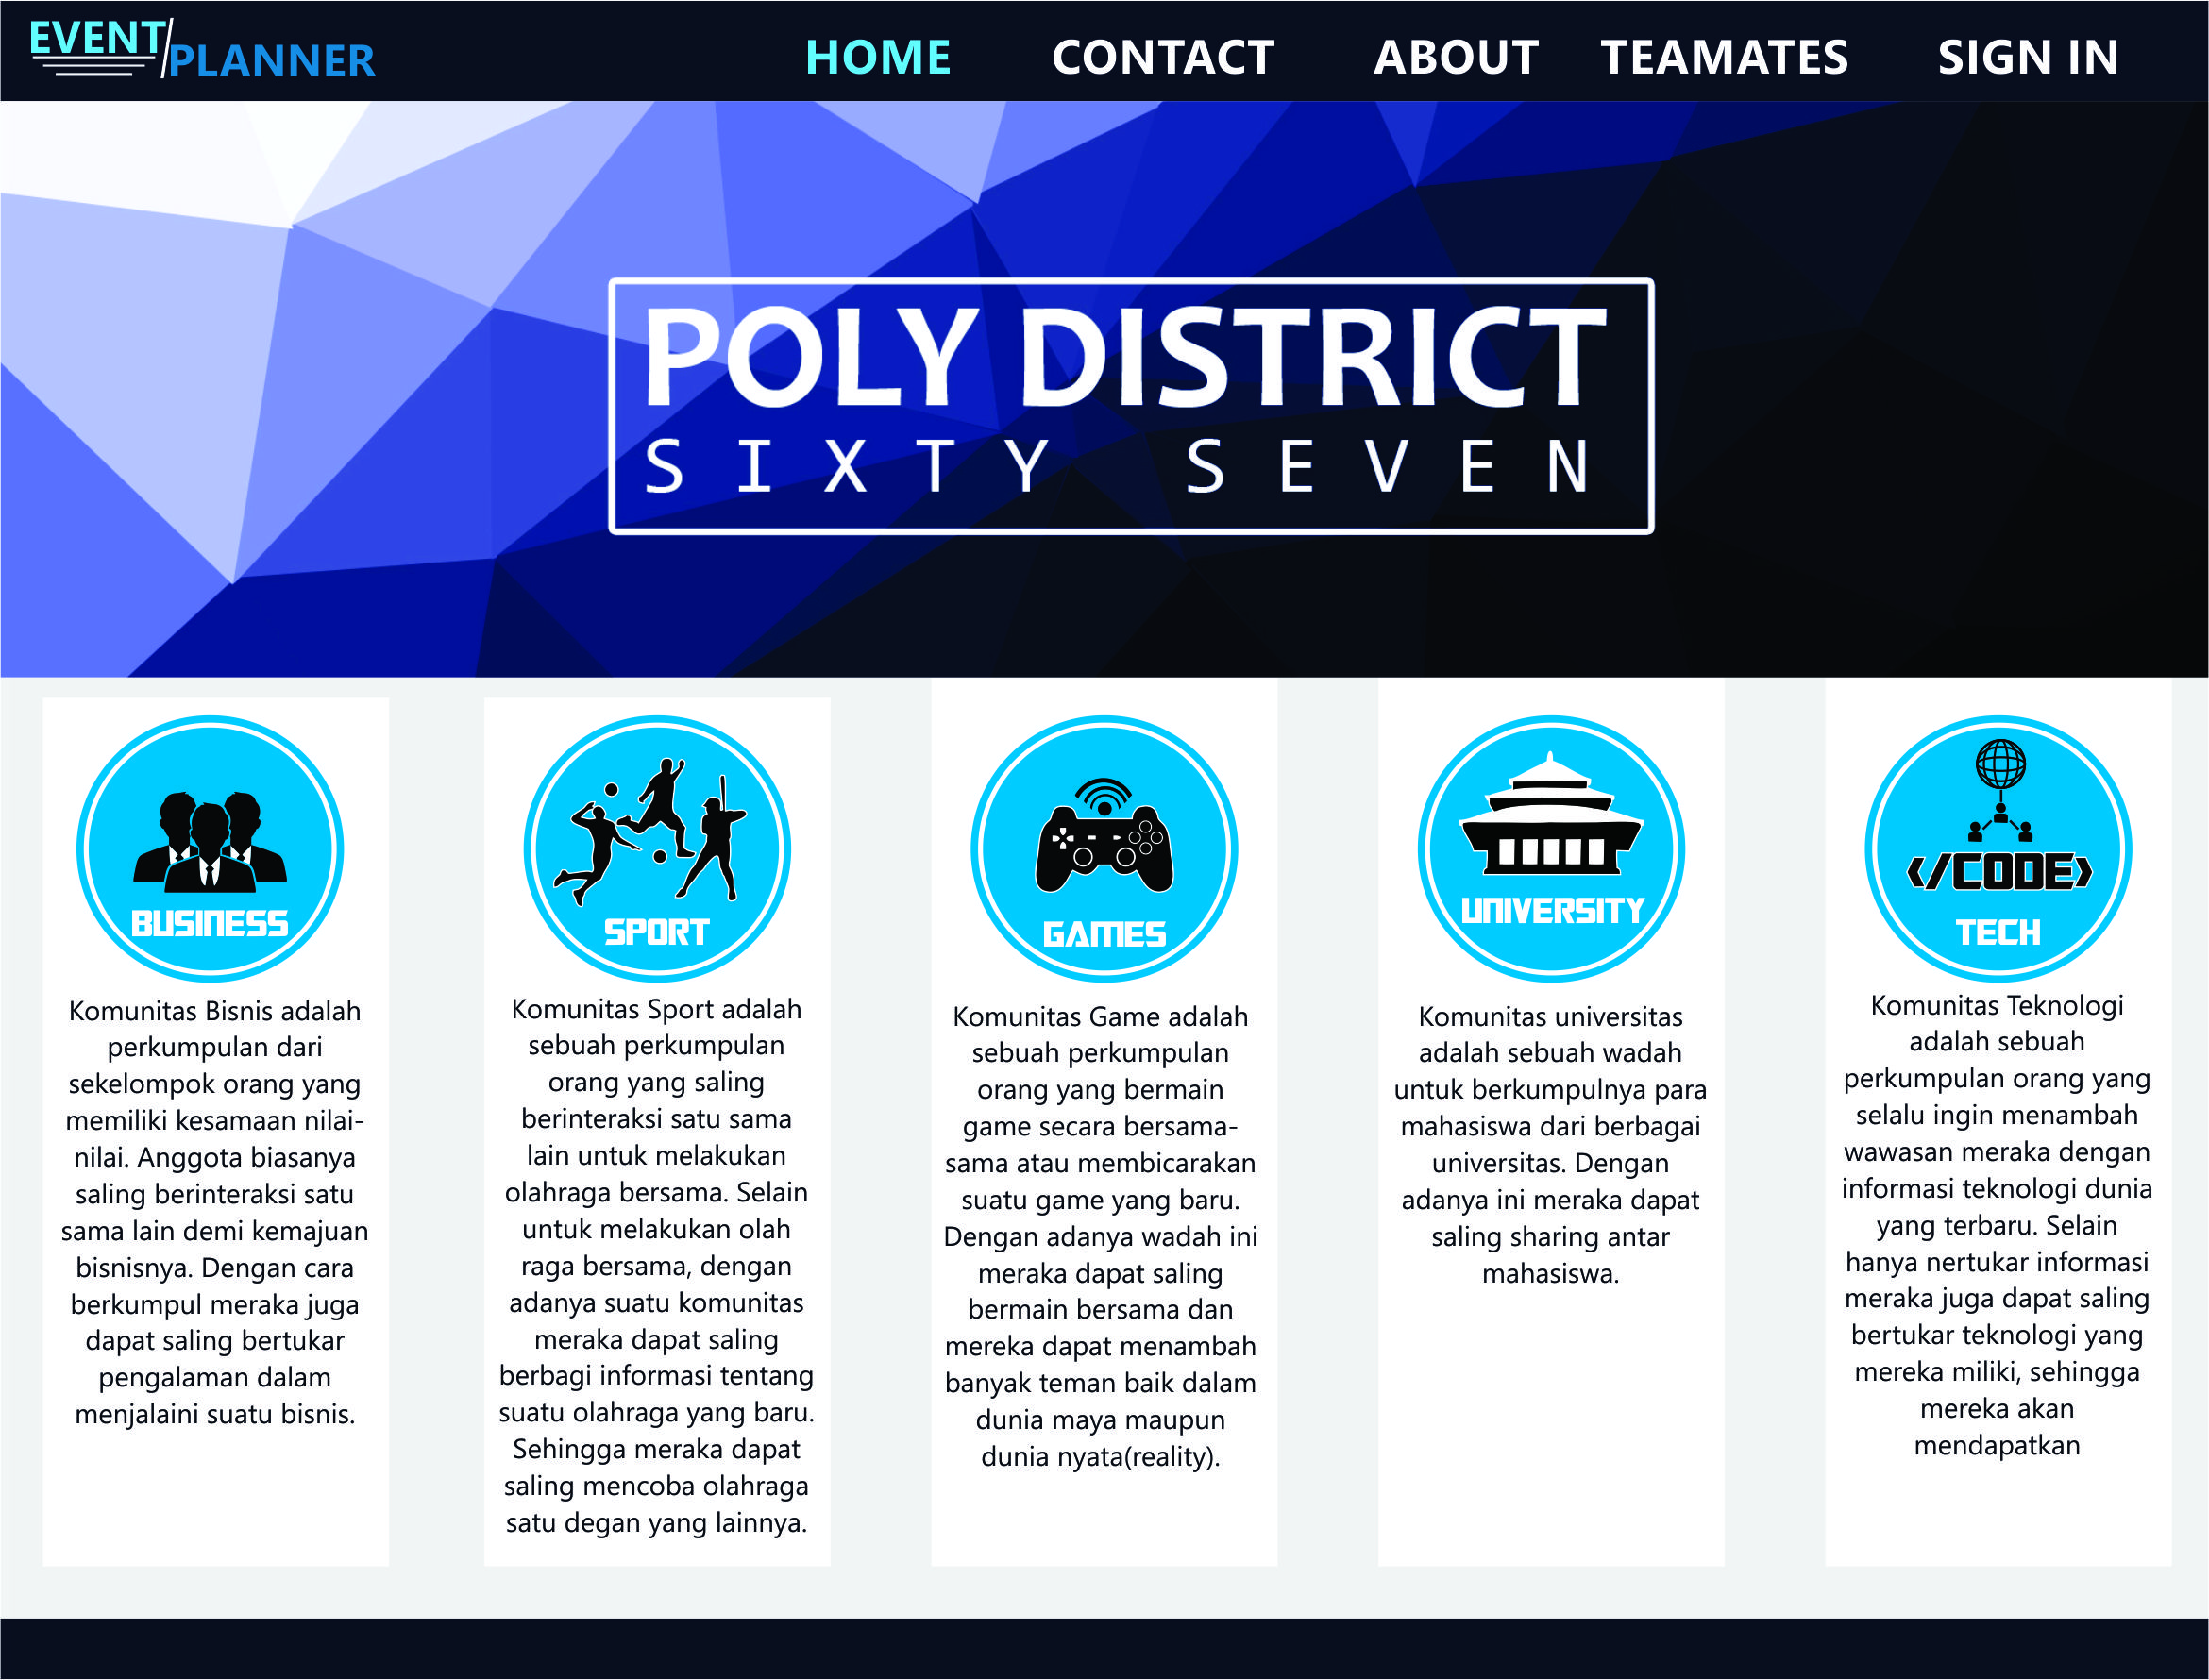 EVENT/
PLANNER
HOME
CONTACT
ABOUT
TEAMATES
SIGN IN
POLY DISTRICT
SIXTY SEVEN
BUSINESS
Komunitas Bisnis adalah
perkumpulan dari
sekelompok orang yang
memiliki kesamaan nilai-
nilai. Anggota biasanya
saling berinteraksi satu
sama lain demi kemajuan
bisnisnya. Dengan cara
berkumpul meraka juga
dapat saling bertukar
pengalaman dalam
menjalaini suatu bisnis.
SPORT
Komunitas Sport adalah
sebuah perkumpulan
orang yang saling
berinteraksi satu sama
lain untuk melakukan
olahraga bersama. Selain
untuk melakukan olah
raga bersama, dengan
adanya suatu komunitas
meraka dapat saling
berbagi informasi tentang
suatu olahraga yang baru.
Sehingga meraka dapat
saling mencoba olahraga
satu degan yang lainnya.
GAMES
Komunitas Game adalah
sebuah perkumpulan
orang yang bermain
game secara bersama-
sama atau membicarakan
suatu game yang baru.
Dengan adanya wadah ini
meraka dapat saling
bermain bersama dan
mereka dapat menambah
banyak teman baik dalam
dunia maya maupun
dunia nyata(reality).
UNIVERSITY
Komunitas universitas
adalah sebuah wadah
untuk berkumpulnya para
mahasiswa dari berbagai
universitas. Dengan
adanya ini meraka dapat
saling sharing antar
mahasiswa.
</CODE>
TECH
Komunitas Teknologi
adalah sebuah
perkumpulan orang yang
selalu ingin menambah
wawasan meraka dengan
informasi teknologi dunia
yang terbaru. Selain
hanya nertukar informasi
meraka juga dapat saling
bertukar teknologi yang
mereka miliki, sehingga
mereka akan
mendapatkan